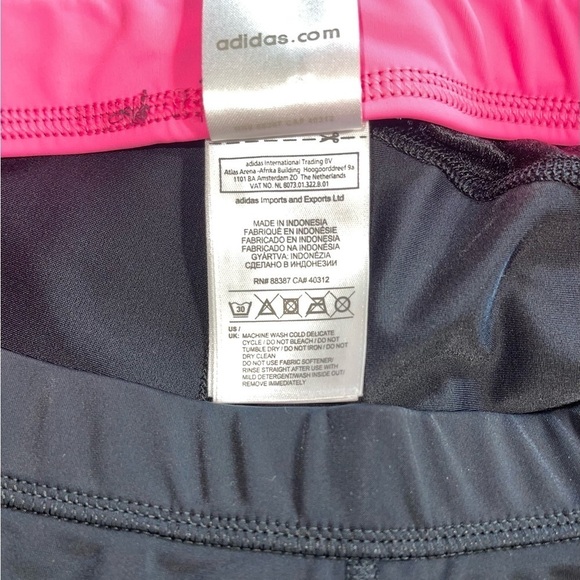 adidas.com
adidas International Trading BV
Atlas Arena -Afrika Building Hoogoorddreef 9a
1101 BA Amsterdam ZO The Netherlands
VAT NO. NL 8073.01.322.B.01
adidas Imports and Exports Ltd
MADE IN INDONESIA
FABRIQUÉ EN INDONÉSIE
FABRICADO EN INDONESIA
FABRICADO NA INDONÉSIA
GYÁRTVA: INDONÉZIA
СДЕЛАНО В ИНДОНЕЗИИ
RN# 88387 CA# 40312
30
US /
UK: MACHINE WASH COLD DELICATE
CYCLE / DO NOT BLEACH / DO NOT
TUMBLE DRY / DO NOT IRON / DO NOT
DRY CLEAN
DO NOT USE FABRIC SOFTENER/
RINSE STRAIGHT AFTER USE WITH
MILD DETERGENT/WASH INSIDE OUT/
REMOVE IMMEDIATELY